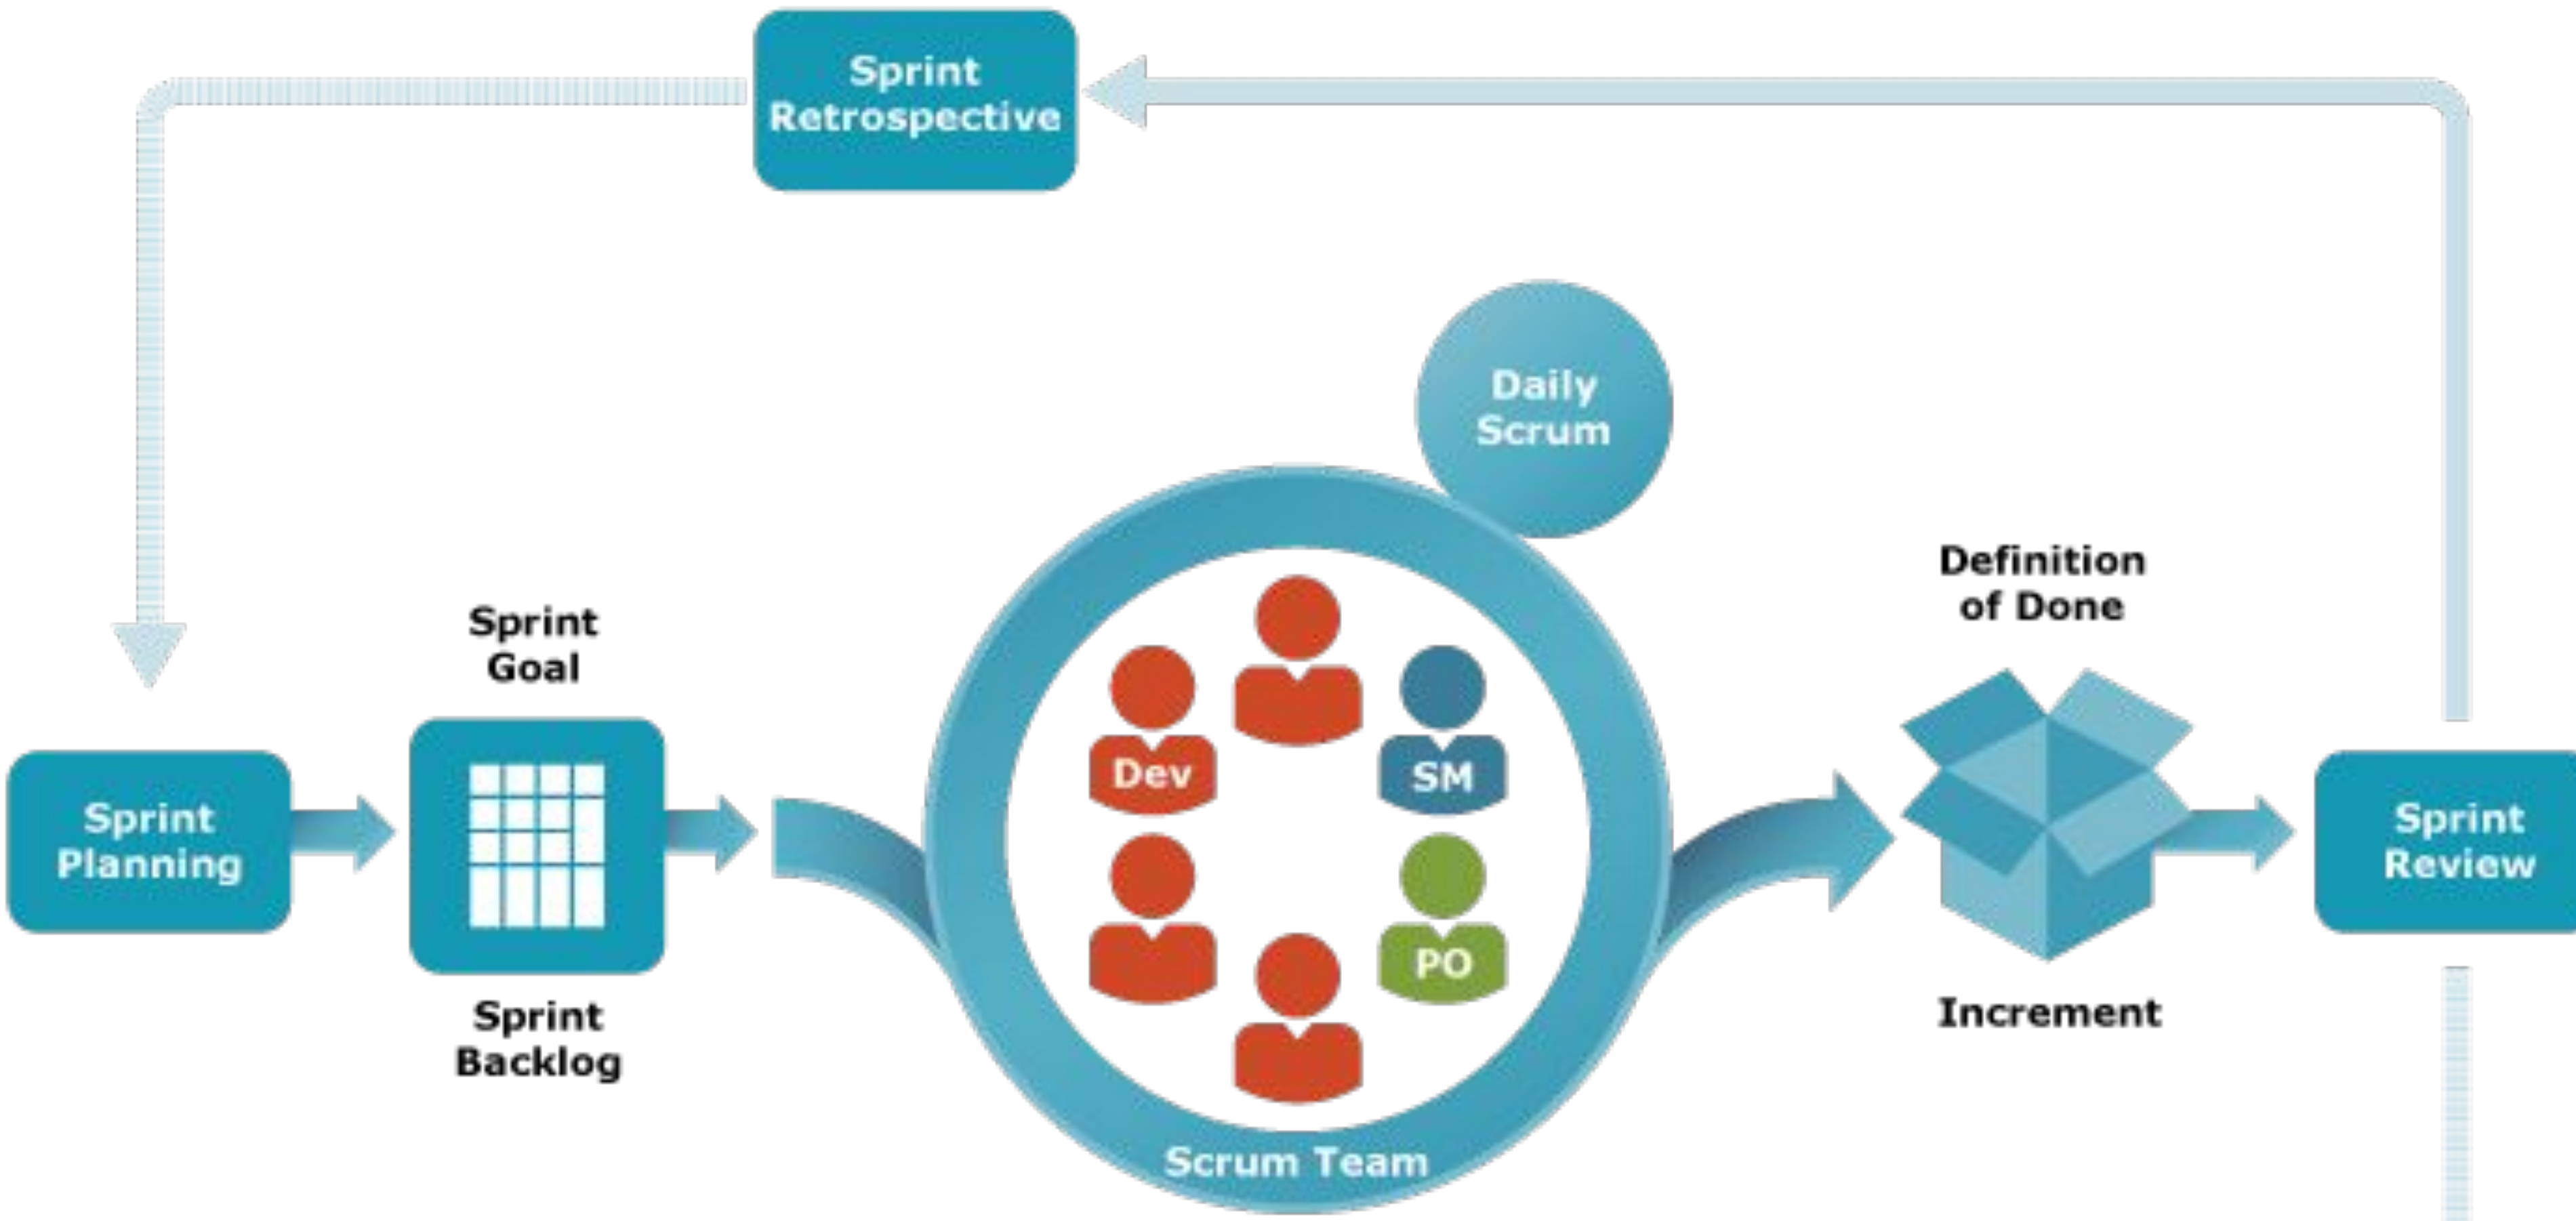 Sprint
Retrospective
Daily
Scrum
Definition
of Done
Sprint
Goal
Dev
SM
Sprint
Planning
Sprint
Review
PO
Sprint
Backlog
Increment
Scrum Team